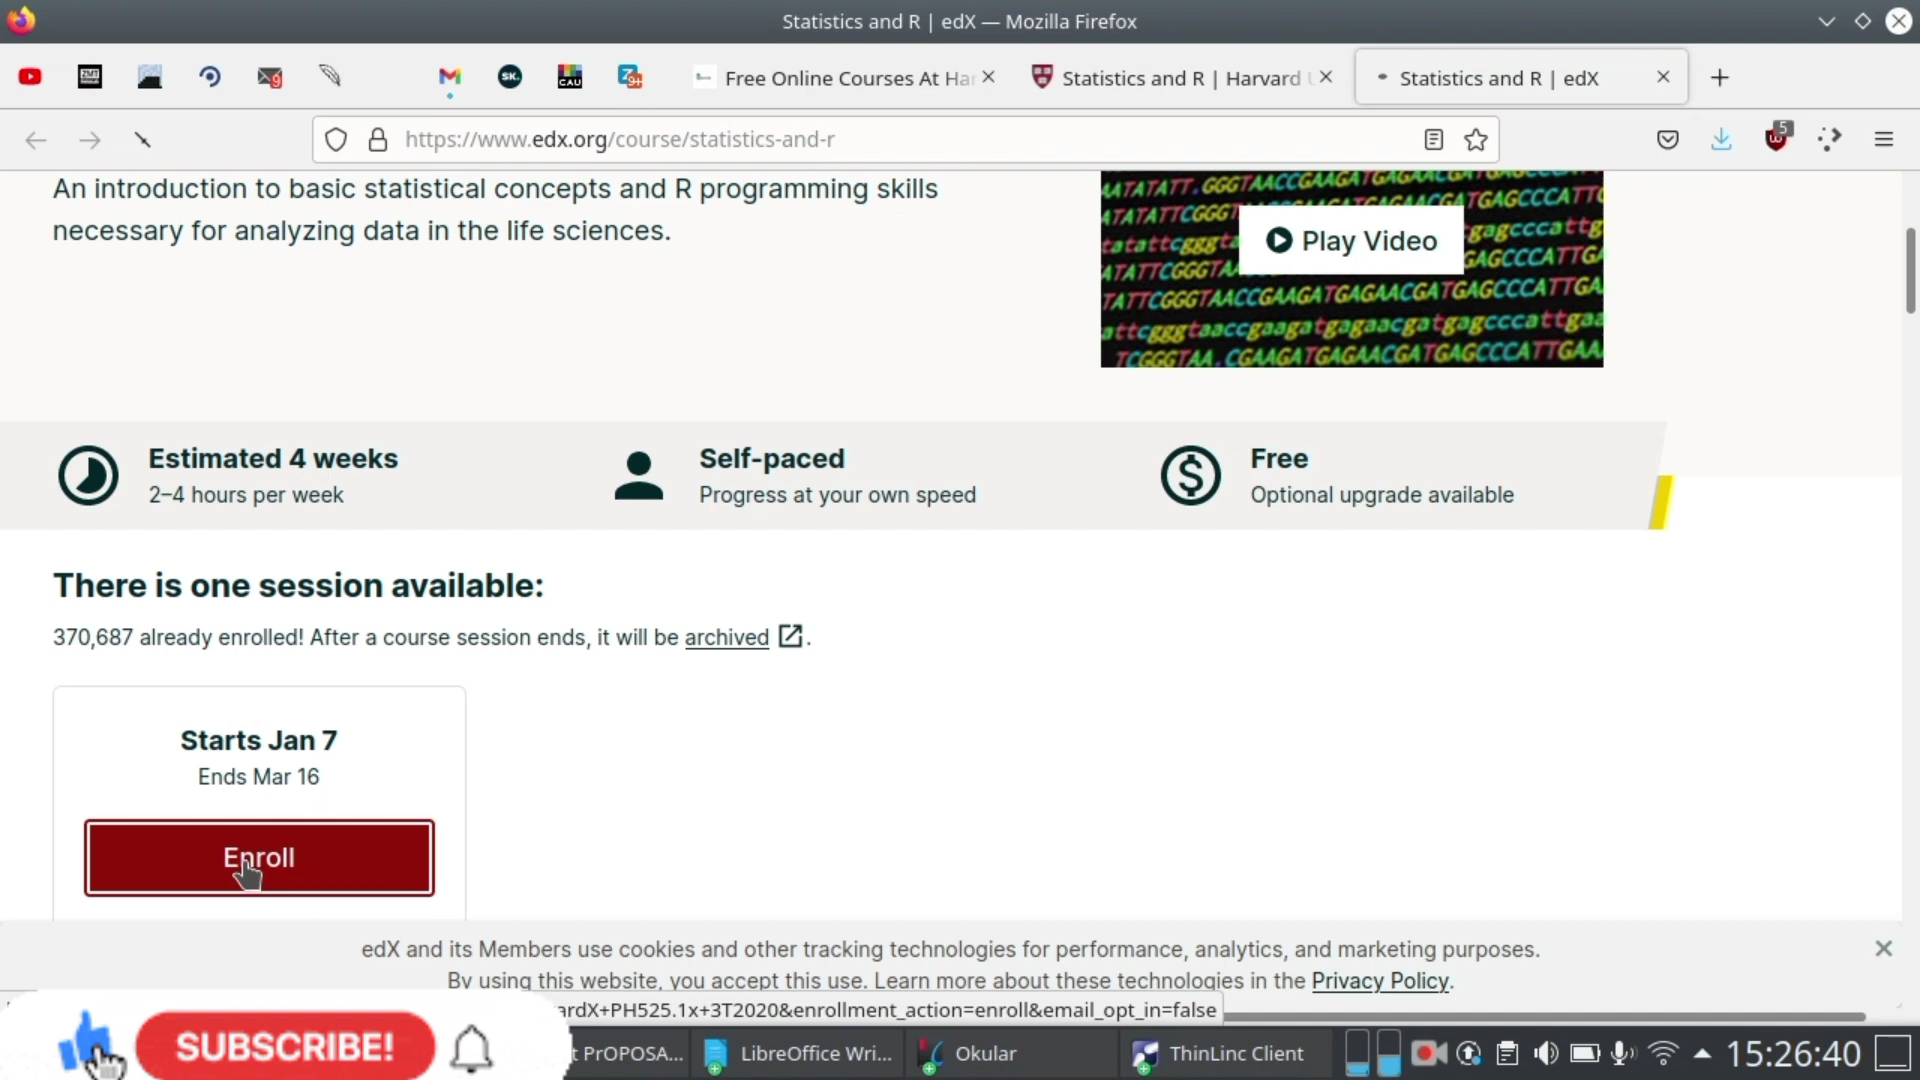 Statistics and R | edX — Mozilla Firefox
ZMT
9
SK.
CAU
Z 9+
Free Online Courses At Har
Statistics and R | Harvard U
Statistics and R | edX
https://www.edx.org/course/statistics-and-r
5
An introduction to basic statistical concepts and R programming skills
necessary for analyzing data in the life sciences.
Play Video
Estimated 4 weeks
2–4 hours per week
Self-paced
Progress at your own speed
Free
Optional upgrade available
There is one session available:
370,687 already enrolled! After a course session ends, it will be archived.
Starts Jan 7
Ends Mar 16
Enroll
edX and its Members use cookies and other tracking technologies for performance, analytics, and marketing purposes.
By using this website, you accept this use. Learn more about these technologies in the Privacy Policy.
ardX+PH525.1x+3T2020&enrollment_action=enroll&email_opt_in=false
SUBSCRIBE!
t PrOPOSA...
LibreOffice Wri...
Okular
ThinLinc Client
15:26:40